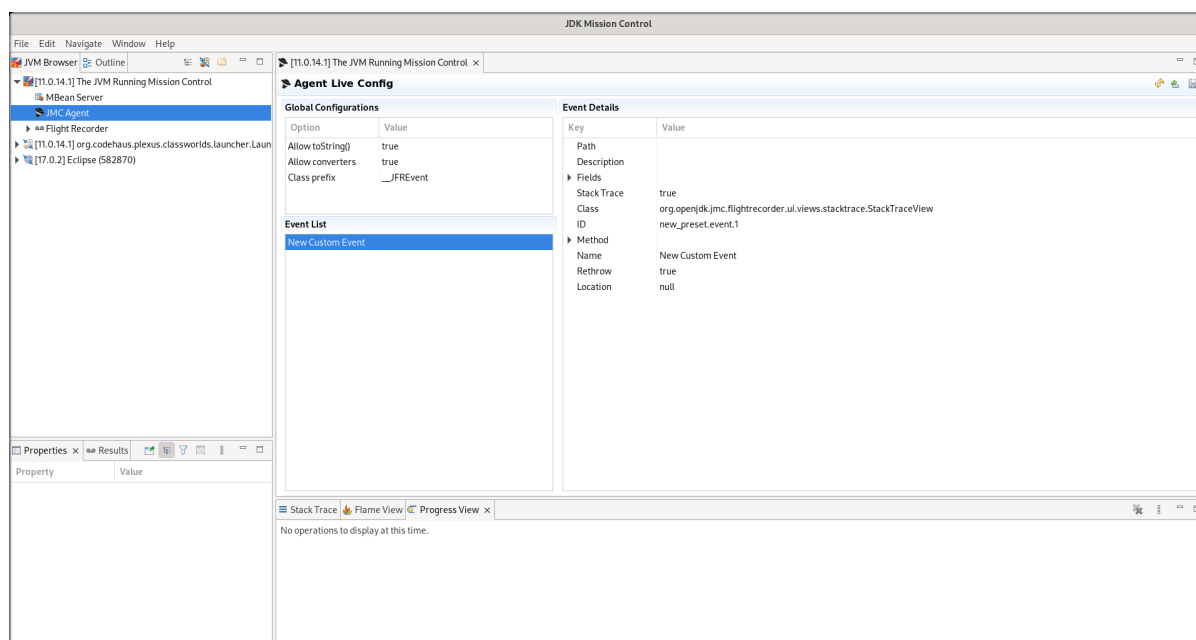 JDK Mission Control
File Edit Navigate Window Help
JVM Browser Outline
[11.0.14.1] The JVM Running Mission Control
MBean Server
JMC Agent
Flight Recorder
[11.0.14.1] org.codehaus.plexus.classworlds.launcher.Laun
[17.0.2] Eclipse (582870)
Properties Results
Property Value
[11.0.14.1] The JVM Running Mission Control
Agent Live Config
Global Configurations
Option Value
Allow toString() true
Allow converters true
Class prefix __JFREvent
Event List
New Custom Event
Event Details
Key Value
Path
Description
Fields
Stack Trace true
Class org.openjdk.jmc.flightrecorder.ui.views.stacktrace.StackTraceView
ID new_preset.event.1
Method
Name New Custom Event
Rethrow true
Location null
Stack Trace Flame View Progress View
No operations to display at this time.